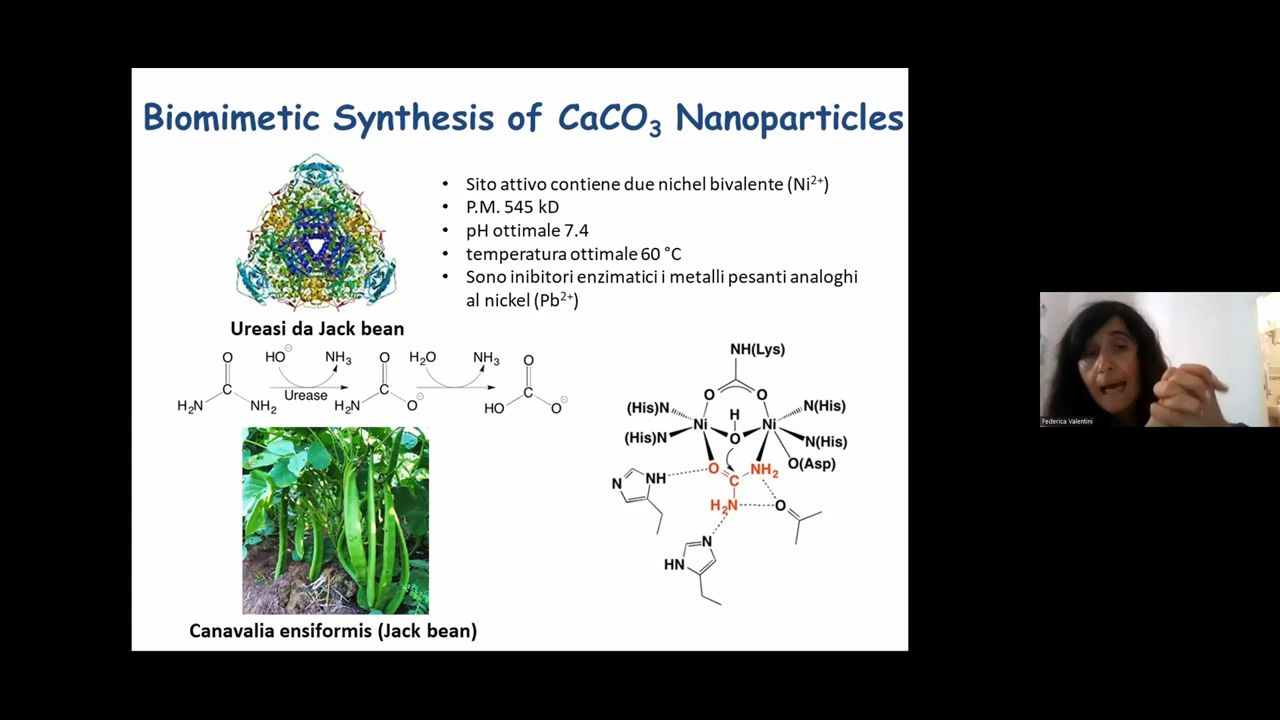 Biomimetic Synthesis of CaCO₃ Nanoparticles
• Sito attivo contiene due nichel bivalente (Ni²⁺)
• P.M. 545 kD
• pH ottimale 7.4
• temperatura ottimale 60 °C
• Sono inibitori enzimatici i metalli pesanti analoghi
al nickel (Pb²⁺)
Ureasi da Jack bean
O HO⊖ NH₃ O H₂O NH₃ O
C C C
Urease
H₂N NH₂ H₂N O⊖ HO O⊖
Canavalia ensiformis (Jack bean)
NH(Lys)
O O
(His)N H N(His)
Ni Ni
(His)N O N(His)
O(Asp)
O C NH₂
N NH
H₂N O
N
HN
Federica Valentini